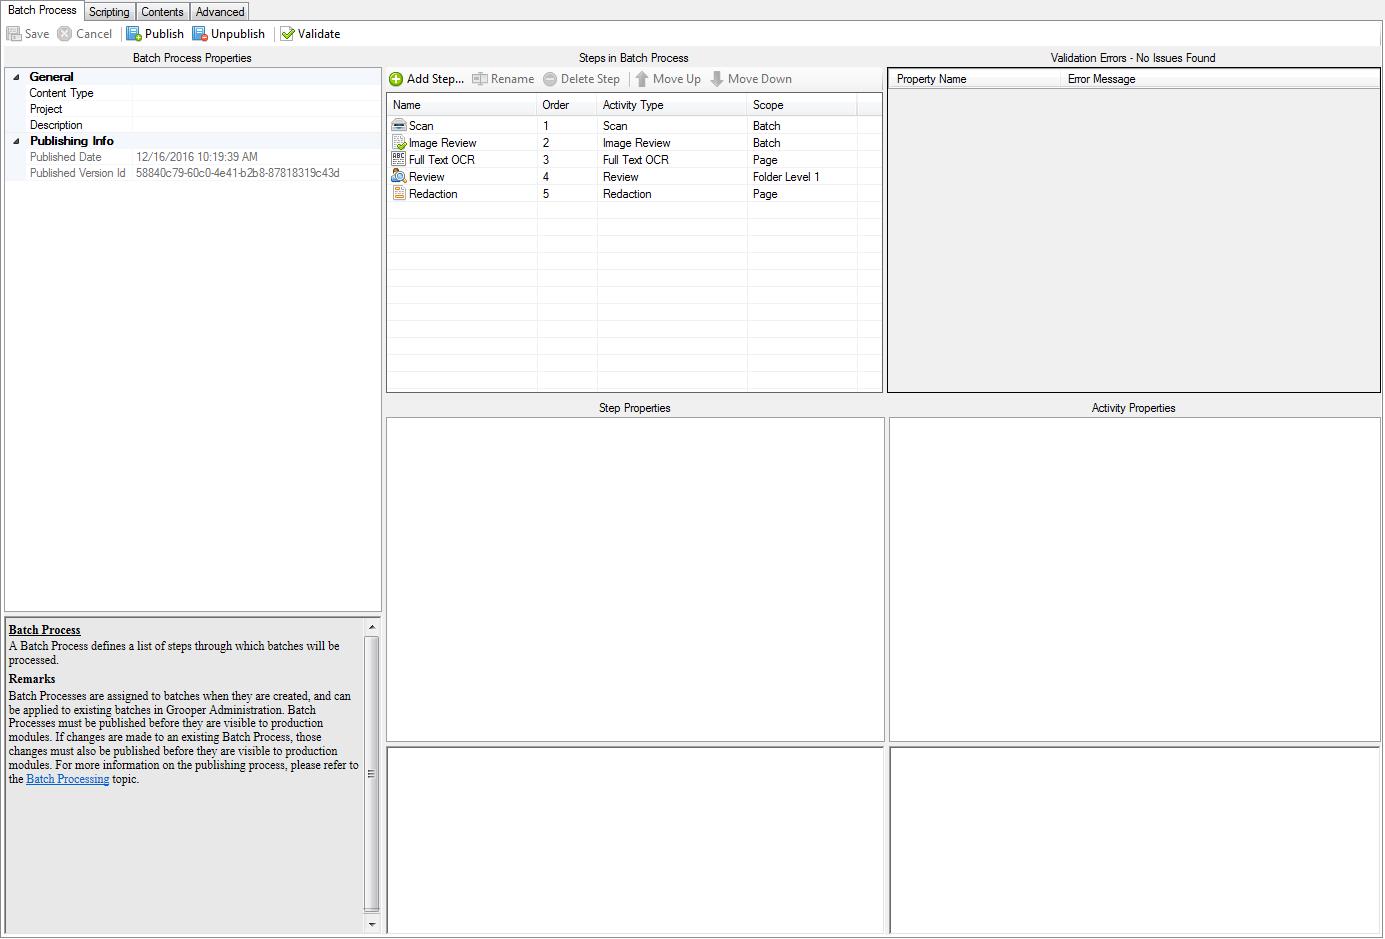 Batch Process Scripting Contents Advanced
Save Cancel Publish Unpublish Validate
Batch Process Properties
General
Content Type
Project
Description
Publishing Info
Published Date 12/16/2016 10:19:39 AM
Published Version Id 58840c79-60c0-4e41-b2b8-87818319c43d
Batch Process
A Batch Process defines a list of steps through which batches will be
processed.
Remarks
Batch Processes are assigned to batches when they are created, and can
be applied to existing batches in Grooper Administration. Batch
Processes must be published before they are visible to production
modules. If changes are made to an existing Batch Process, those
changes must also be published before they are visible to production
modules. For more information on the publishing process, please refer to
the Batch Processing topic.
Steps in Batch Process
Add Step... Rename Delete Step Move Up Move Down
Name Order Activity Type Scope
Scan 1 Scan Batch
Image Review 2 Image Review Batch
ABC Full Text OCR 3 Full Text OCR Page
Review 4 Review Folder Level 1
Redaction 5 Redaction Page
Validation Errors - No Issues Found
Property Name Error Message
Step Properties
Activity Properties